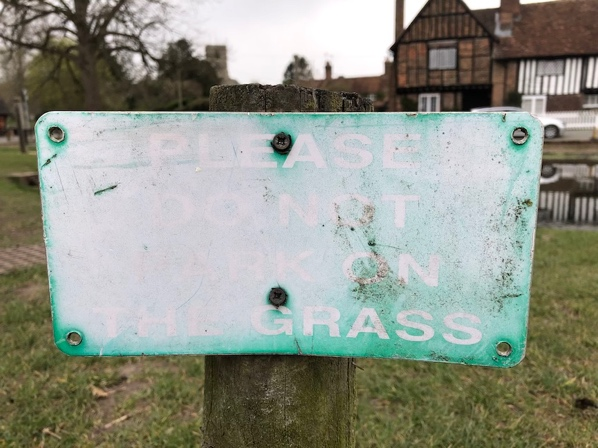 PLEASE
DO NOT
PARK ON
THE GRASS